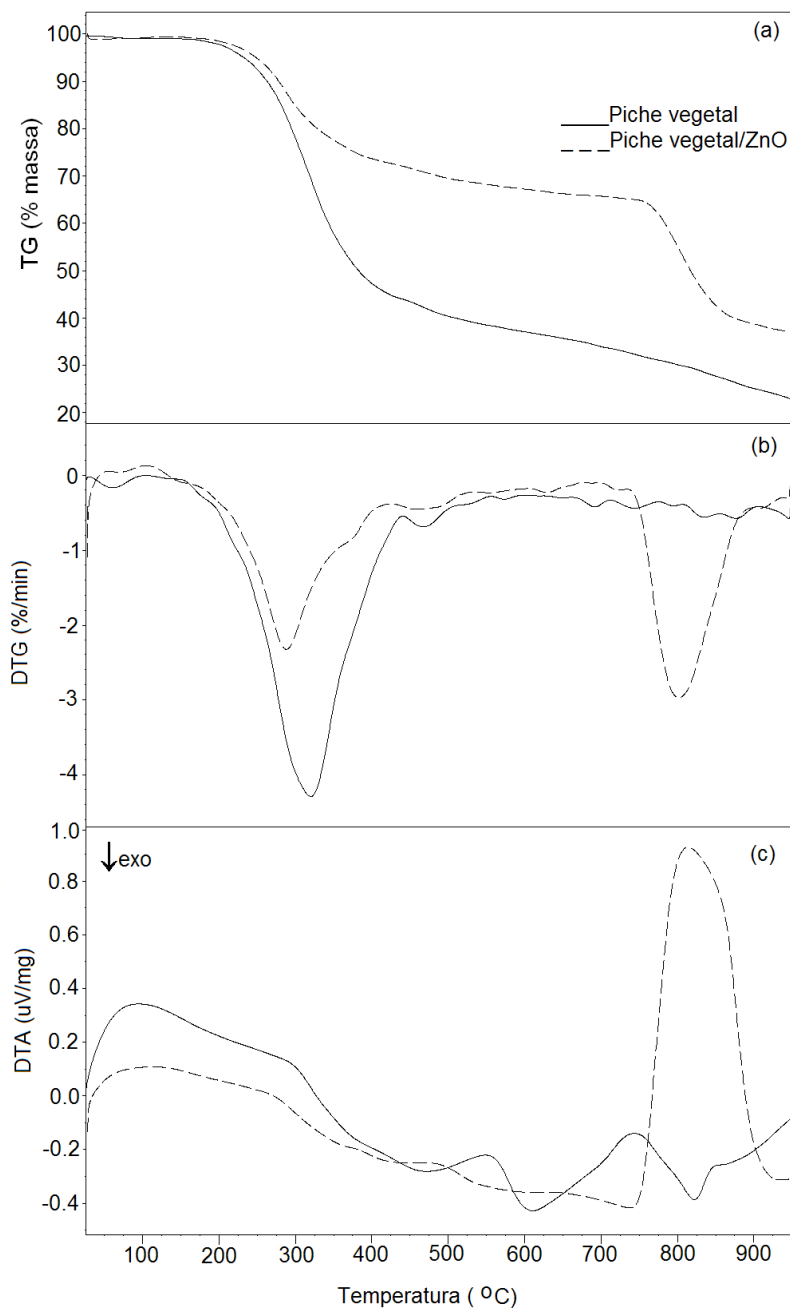 (a)
100
90
80
70
60
50
40
30
20
TG (% massa)
Piche vegetal
Piche vegetal/ZnO
(b)
0
-1
-2
-3
-4
DTG (%/min)
(c)
↓exo
1.0
0.8
0.6
0.4
0.2
0.0
-0.2
-0.4
DTA (uV/mg)
100 200 300 400 500 600 700 800 900
Temperatura ( ºC)